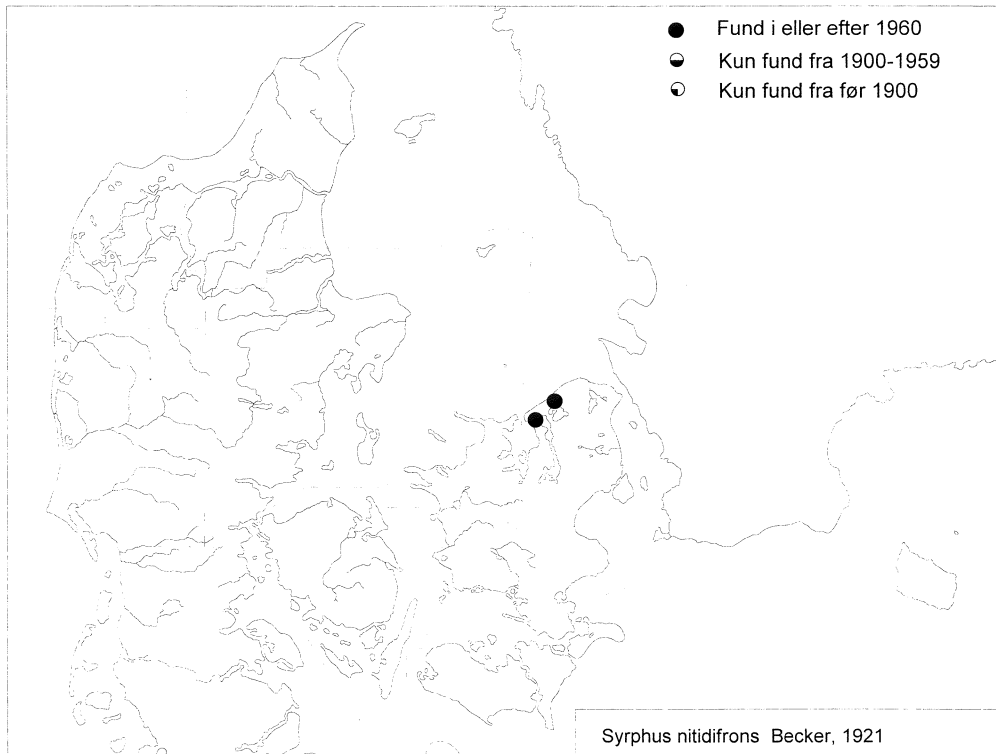 Fund i eller efter 1960
Kun fund fra 1900-1959
Kun fund fra før 1900
Syrphus nitidifrons Becker, 1921